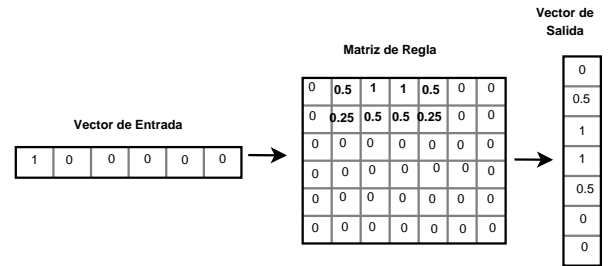 Vector de
Salida
Matriz de Regla
Vector de Entrada
1 0 0 0 0 0
0 0.5 1 1 0.5 0 0
0 0.25 0.5 0.5 0.25 0 0
0 0 0 0 0 0 0
0 0 0 0 0 0 0
0 0 0 0 0 0 0
0 0 0 0 0 0 0
0
0.5
1
1
0.5
0
0